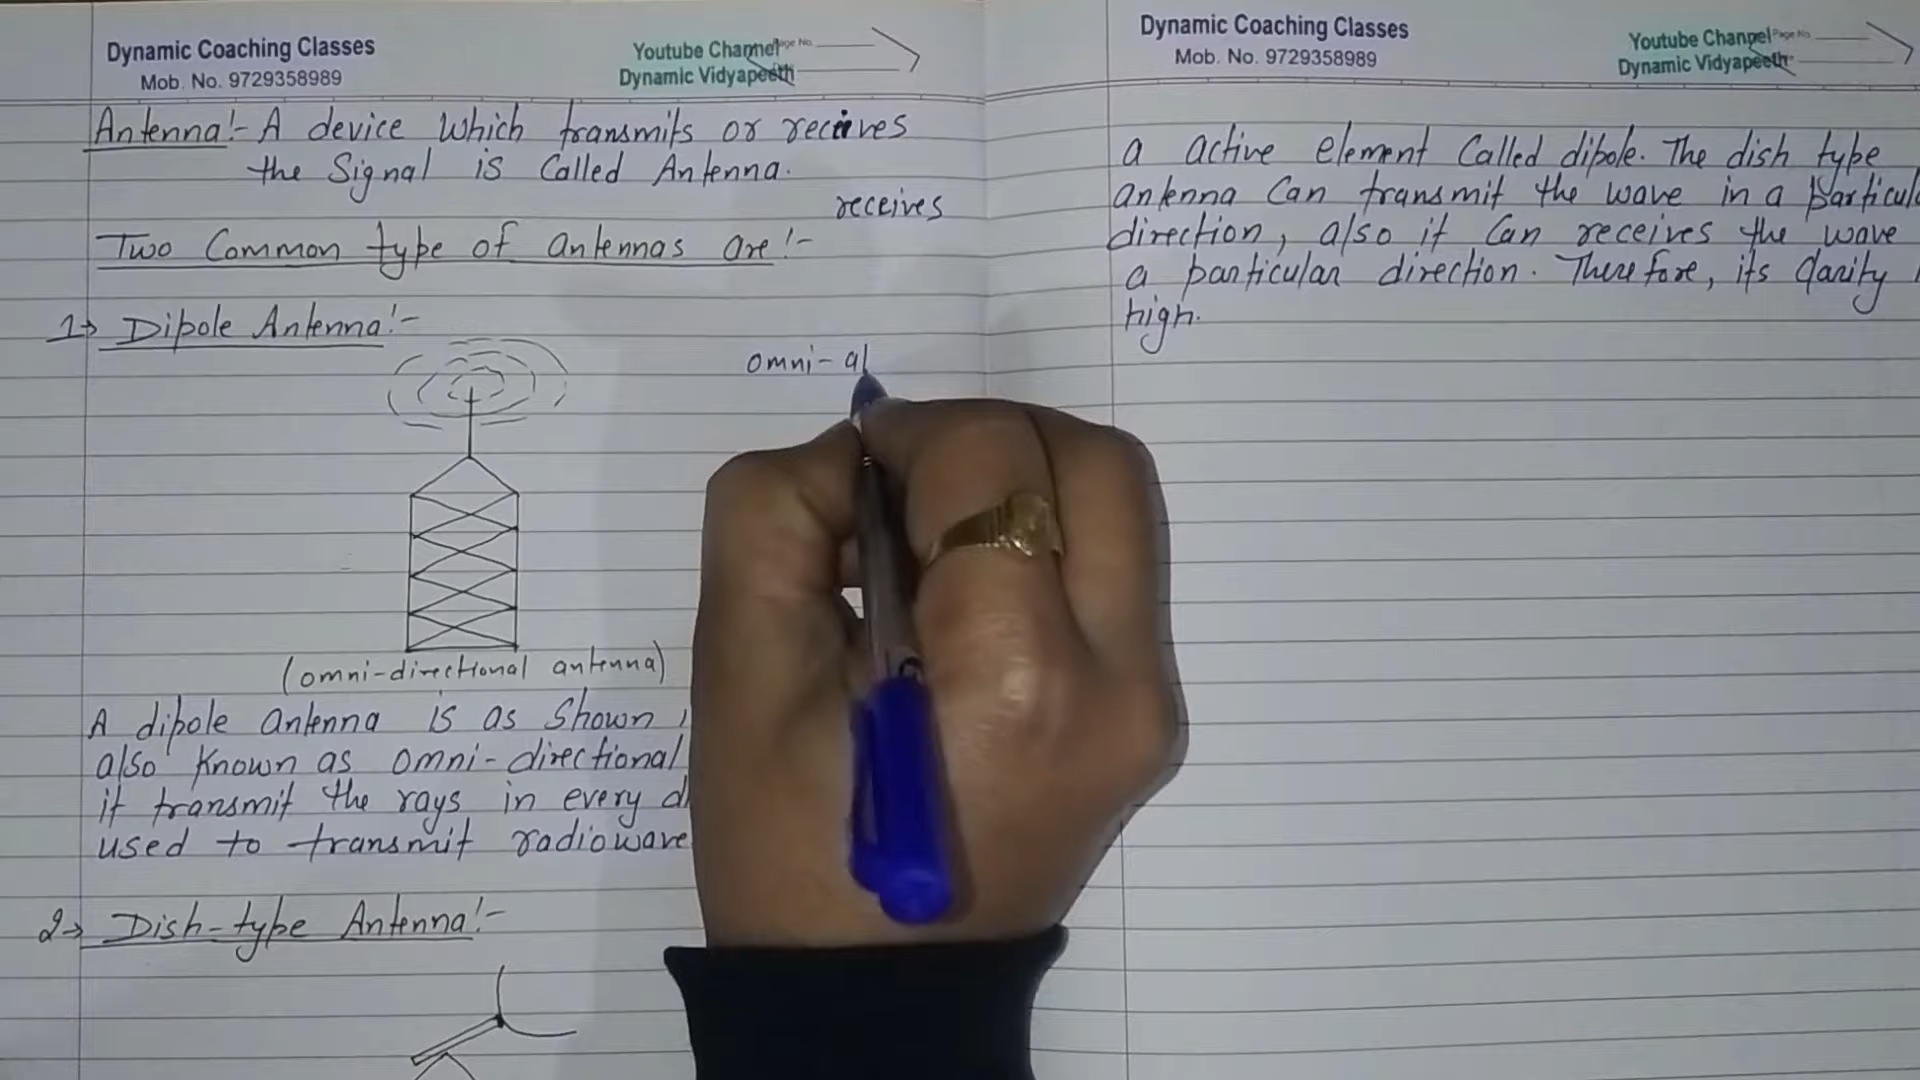 Dynamic Coaching Classes
Mob. No. 9729358989
Youtube Channel
Dynamic Vidyapeeth
Page No.
Antenna:- A device which transmits or receives
the Signal is Called Antenna.
receives
Two Common type of antennas are:-
1→ Dipole Antenna:-
omni- al
(omni-directional antenna)
A dipole antenna is as shown
also known as omni-directional
it transmit the rays in every d
used to transmit radiowave
2→ Dish-type Antenna:-
Dynamic Coaching Classes
Mob. No. 9729358989
Youtube Channel
Dynamic Vidyapeeth
Page No.
a active element Called dipole. The dish type
antenna Can transmit the wave in a particul
direction, also it Can receives the wave
a particular direction. Therefore, its clarity
high.